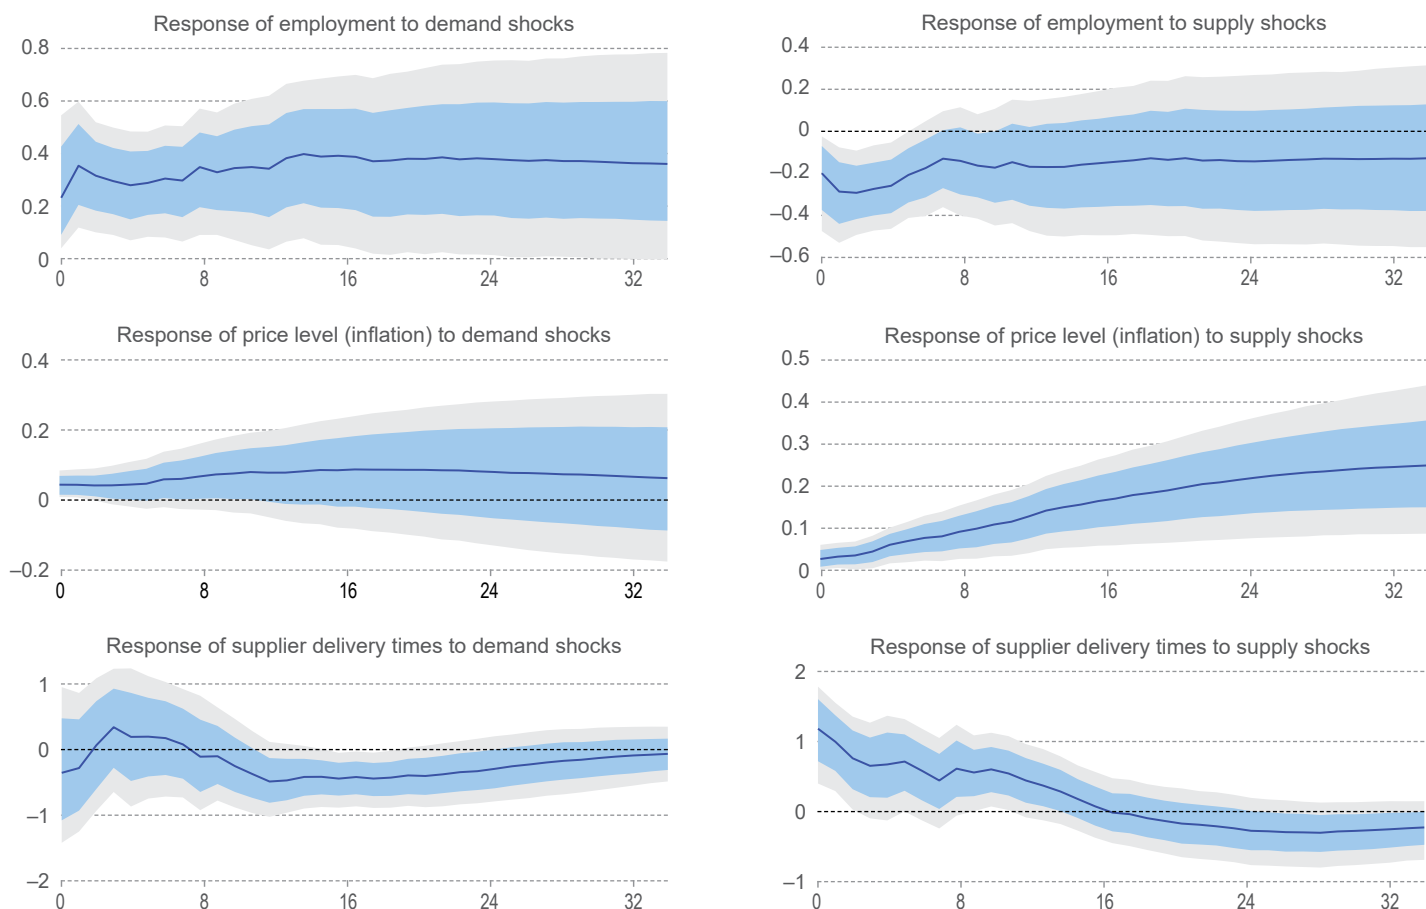 Response of employment to demand shocks
0.8
0.6
0.4
0.2
0
0 8 16 24 32
Response of employment to supply shocks
0.4
0.2
0
–0.2
–0.4
–0.6
0 8 16 24 32
Response of price level (inflation) to demand shocks
0.4
0.2
0
–0.2
0 8 16 24 32
Response of price level (inflation) to supply shocks
0.5
0.4
0.3
0.2
0.1
0
0 8 16 24 32
Response of supplier delivery times to demand shocks
1
0
–1
–2
0 8 16 24 32
Response of supplier delivery times to supply shocks
2
1
0
–1
0 8 16 24 32